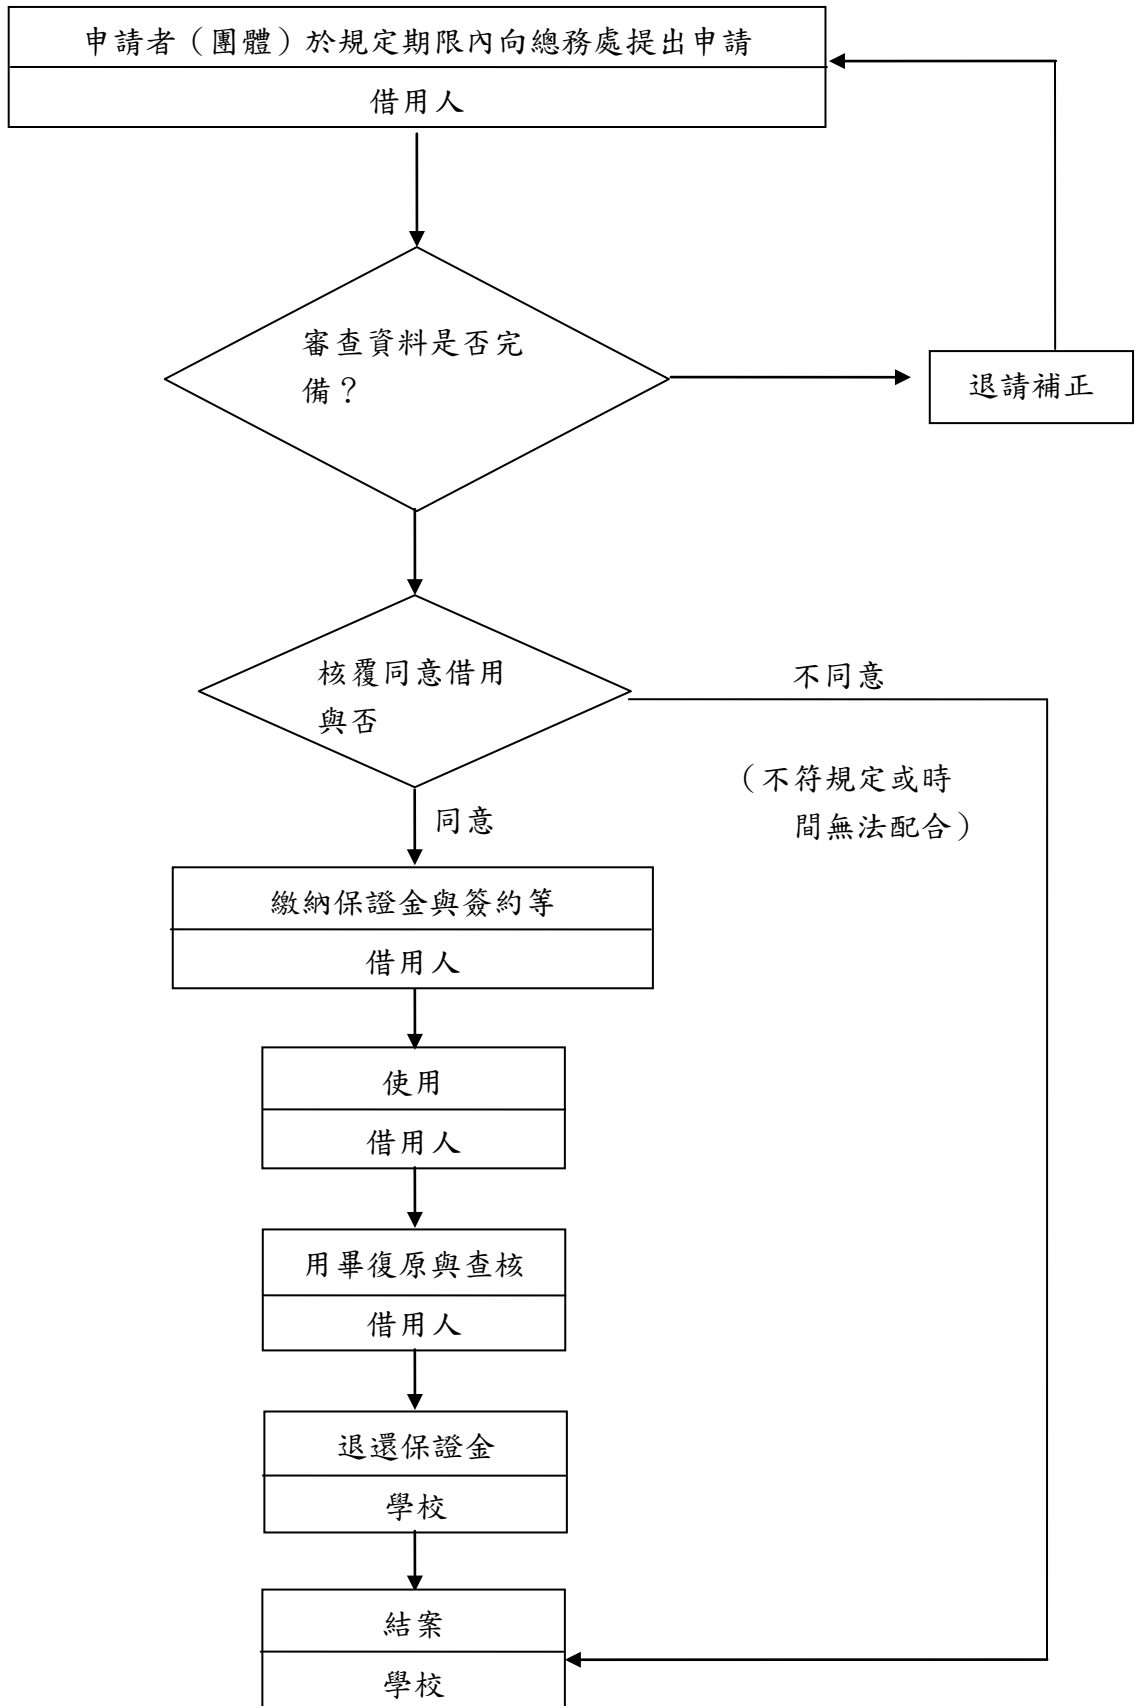 申請者（團體）於規定期限內向總務處提出申請
借用人
審查資料是否完
備？
退請補正
核覆同意借用
與否
不同意
（不符規定或時
間無法配合）
同意
繳納保證金與簽約等
借用人
使用
借用人
用畢復原與查核
借用人
退還保證金
學校
結案
學校